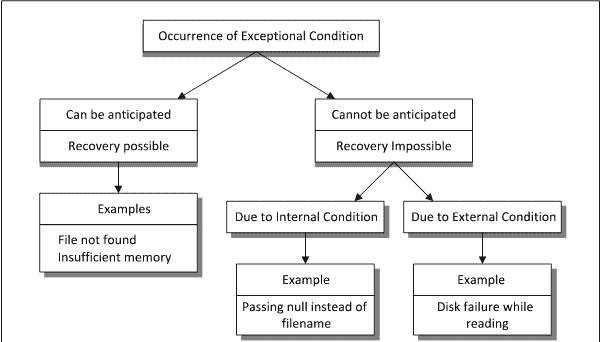 Occurrence of Exceptional Condition
Can be anticipated
Recovery possible
Cannot be anticipated
Recovery Impossible
Examples
File not found
Insufficient memory
Due to Internal Condition
Due to External Condition
Example
Passing null instead of
filename
Example
Disk failure while
reading